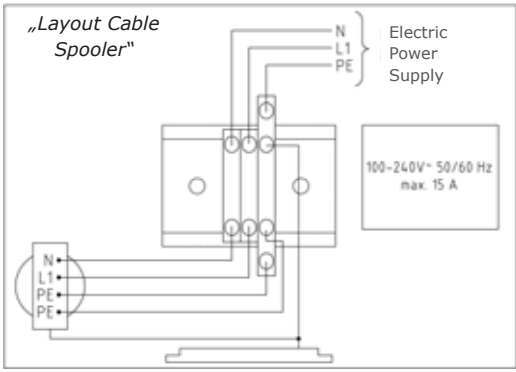 „Layout Cable
Spooler“
N
L1
PE
Electric
Power
Supply
100-240V~ 50/60 Hz
max. 15 A
N
L1
PE
PE